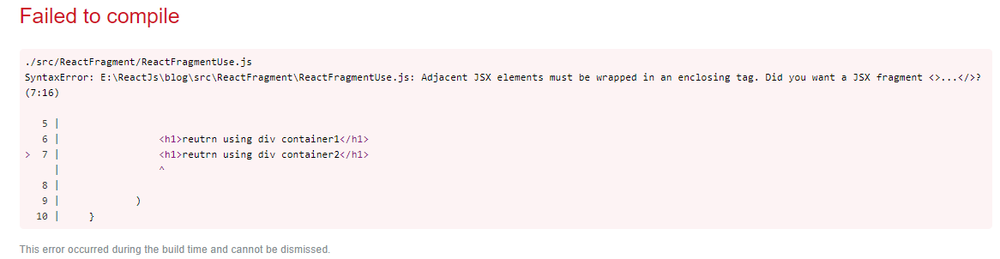 Failed to compile
./src/ReactFragment/ReactFragmentUse.js
SyntaxError: E:\ReactJs\blog\src\ReactFragment\ReactFragmentUse.js: Adjacent JSX elements must be wrapped in an enclosing tag. Did you want a JSX fragment <>...</>?
(7:16)
5 |
6 | <h1>reutrn using div container1</h1>
> 7 | <h1>reutrn using div container2</h1>
| ^
8 |
9 | )
10 | }
This error occurred during the build time and cannot be dismissed.